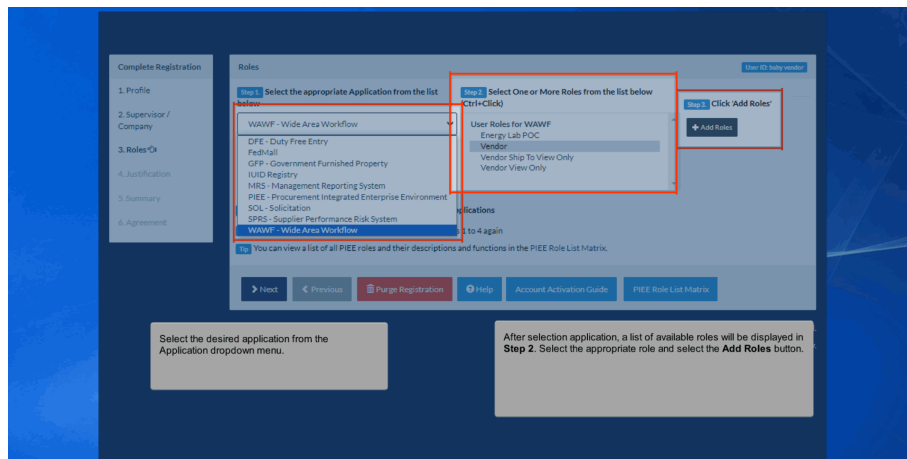 Complete Registration
1. Profile
2. Supervisor /
Company
3. Roles
4. Justification
5. Summary
6. Agreement
Roles
User ID: baby vendor
Step 1. Select the appropriate Application from the list
below
WAWF - Wide Area Workflow
DFE - Duty Free Entry
FedMall
GFP - Government Furnished Property
IUID Registry
MRS - Management Reporting System
PIEE - Procurement Integrated Enterprise Environment
SOL - Solicitation
SPRS - Supplier Performance Risk System
WAWF - Wide Area Workflow
Step 2. Select One or More Roles from the list below
(Ctrl+Click)
User Roles for WAWF
Energy Lab POC
Vendor
Vendor Ship To View Only
Vendor View Only
Step 3. Click 'Add Roles'
Add Roles
plications
1 to 4 again
Tip You can view a list of all PIEE roles and their descriptions and functions in the PIEE Role List Matrix.
Next
Previous
Purge Registration
Help
Account Activation Guide
PIEE Role List Matrix
Select the desired application from the
Application dropdown menu.
After selection application, a list of available roles will be displayed in
Step 2. Select the appropriate role and select the Add Roles button.